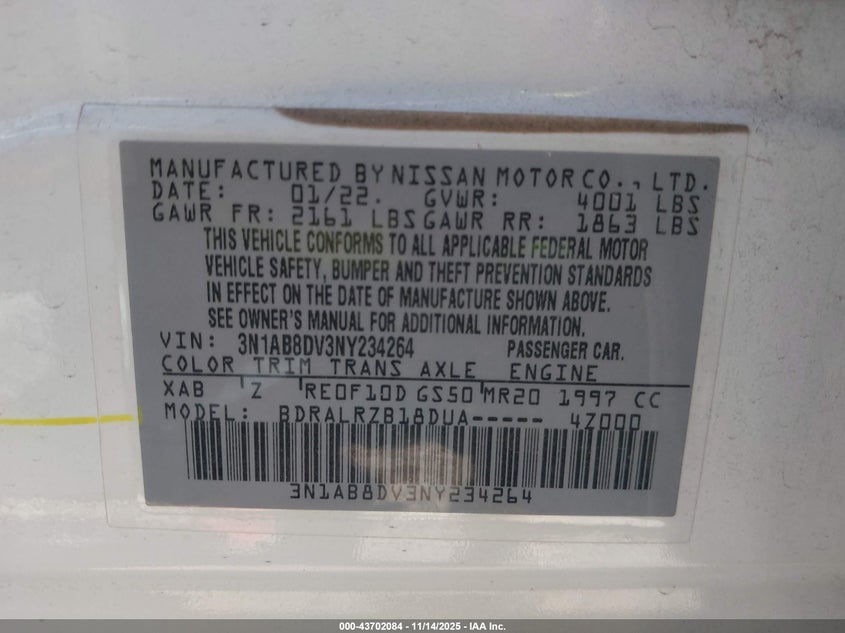 MANUFACTURED BY NISSAN MOTOR CO., LTD.
DATE: 01/22. GVWR: 4001 LBS
GAWR FR: 2161 LBS GAWR RR: 1863 LBS
THIS VEHICLE CONFORMS TO ALL APPLICABLE FEDERAL MOTOR
VEHICLE SAFETY, BUMPER AND THEFT PREVENTION STANDARDS
IN EFFECT ON THE DATE OF MANUFACTURE SHOWN ABOVE.
SEE OWNER'S MANUAL FOR ADDITIONAL INFORMATION.
VIN: 3N1AB8DV3NY234264 PASSENGER CAR.
COLOR TRIM TRANS AXLE ENGINE
XAB Z RE0F10D GS50 MR20 1997 CC
MODEL: BDRALRZB18DUA----- 4Z000
3N1AB8DV3NY234264
000-43702084 - 11/14/2025 - IAA Inc.